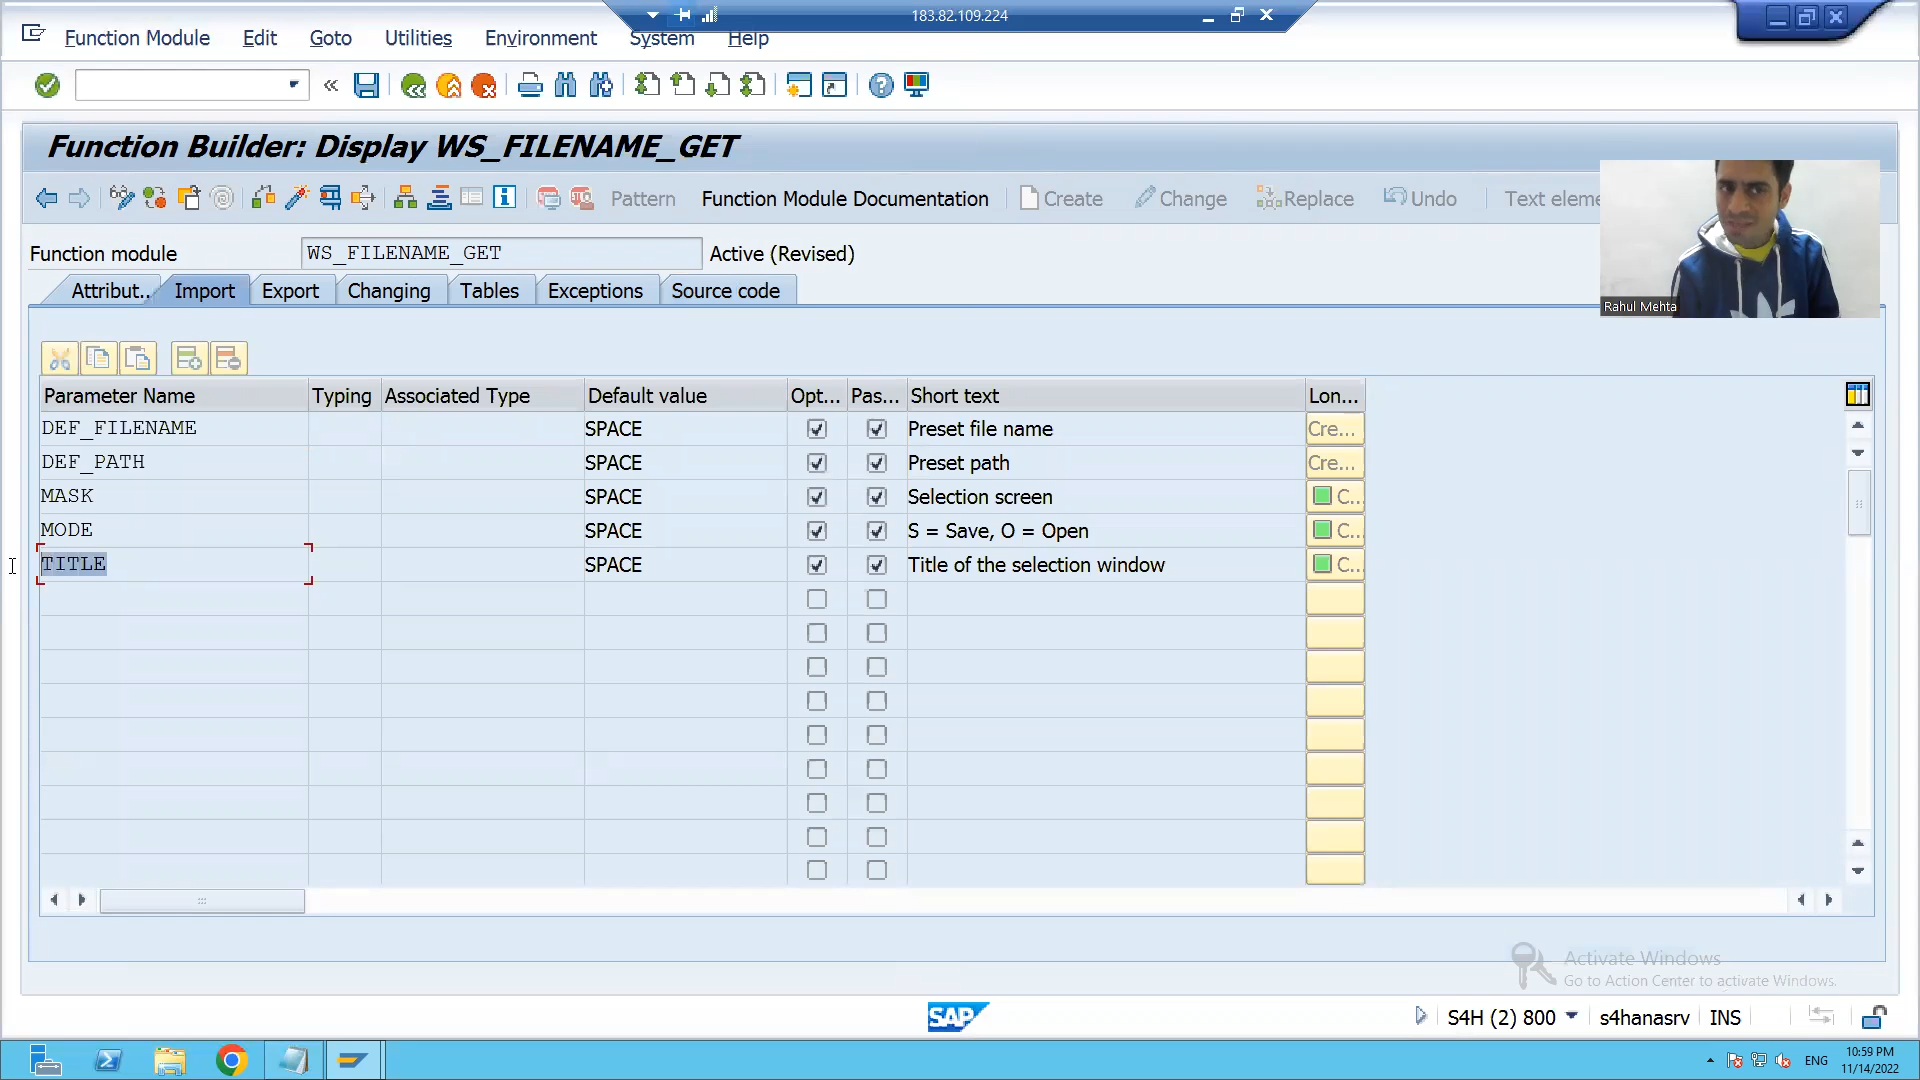 183.82.109.224
Function Module Edit Goto Utilities Environment System Help
Function Builder: Display WS_FILENAME_GET
Pattern Function Module Documentation Create Change Replace Undo Text eleme
Function module WS_FILENAME_GET Active (Revised)
Attribut.. Import Export Changing Tables Exceptions Source code
Rahul Mehta
Parameter Name Typing Associated Type Default value Opt... Pas... Short text Lon...
DEF_FILENAME SPACE Preset file name Cre...
DEF_PATH SPACE Preset path Cre...
MASK SPACE Selection screen C...
MODE SPACE S = Save, O = Open C...
TITLE SPACE Title of the selection window C...
Activate Windows
Go to Action Center to activate Windows.
SAP S4H (2) 800 s4hanasrv INS
ENG 10:59 PM
11/14/2022